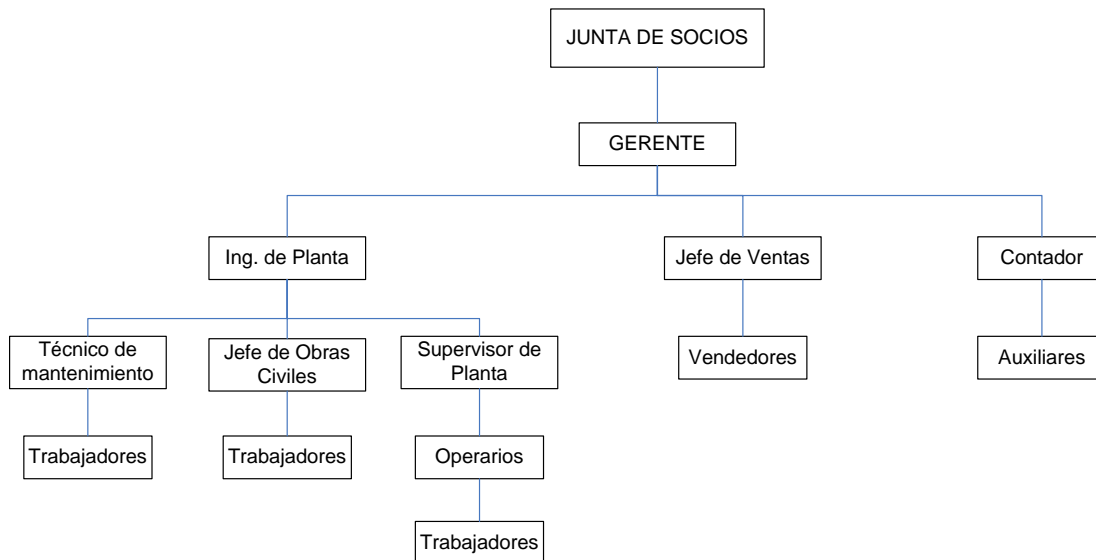 JUNTA DE SOCIOS
GERENTE
Ing. de Planta
Jefe de Ventas
Contador
Técnico de
mantenimiento
Jefe de Obras
Civiles
Supervisor de
Planta
Vendedores
Auxiliares
Trabajadores
Trabajadores
Operarios
Trabajadores